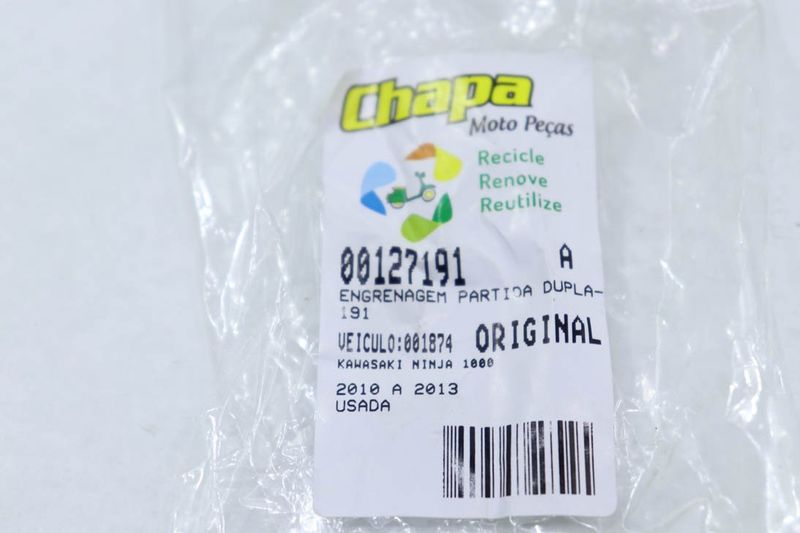 Chapa
Moto Peças
Recicle
Renove
Reutilize
00127191 A
ENGRENAGEM PARTIDA DUPLA-
191
VEICULO:001874 ORIGINAL
KAWASAKI NINJA 1000
2010 A 2013
USADA